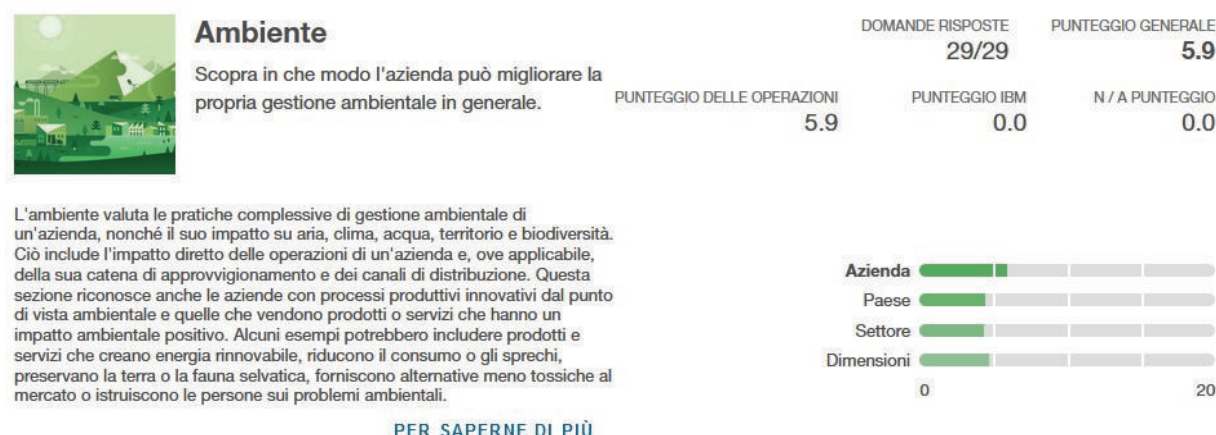 Ambiente
Scopra in che modo l'azienda può migliorare la
propria gestione ambientale in generale.
DOMANDE RISPOSTE
29/29
PUNTEGGIO GENERALE
5.9
PUNTEGGIO DELLE OPERAZIONI
5.9
PUNTEGGIO IBM
0.0
N / A PUNTEGGIO
0.0
L'ambiente valuta le pratiche complessive di gestione ambientale di
un'azienda, nonché il suo impatto su aria, clima, acqua, territorio e biodiversità.
Ciò include l'impatto diretto delle operazioni di un'azienda e, ove applicabile,
della sua catena di approvvigionamento e dei canali di distribuzione. Questa
sezione riconosce anche le aziende con processi produttivi innovativi dal punto
di vista ambientale e quelle che vendono prodotti o servizi che hanno un
impatto ambientale positivo. Alcuni esempi potrebbero includere prodotti e
servizi che creano energia rinnovabile, riducono il consumo o gli sprechi,
preservano la terra o la fauna selvatica, forniscono alternative meno tossiche al
mercato o istruiscono le persone sui problemi ambientali.
PER SAPERNE DI PIÙ
Azienda
Paese
Settore
Dimensioni
0 20